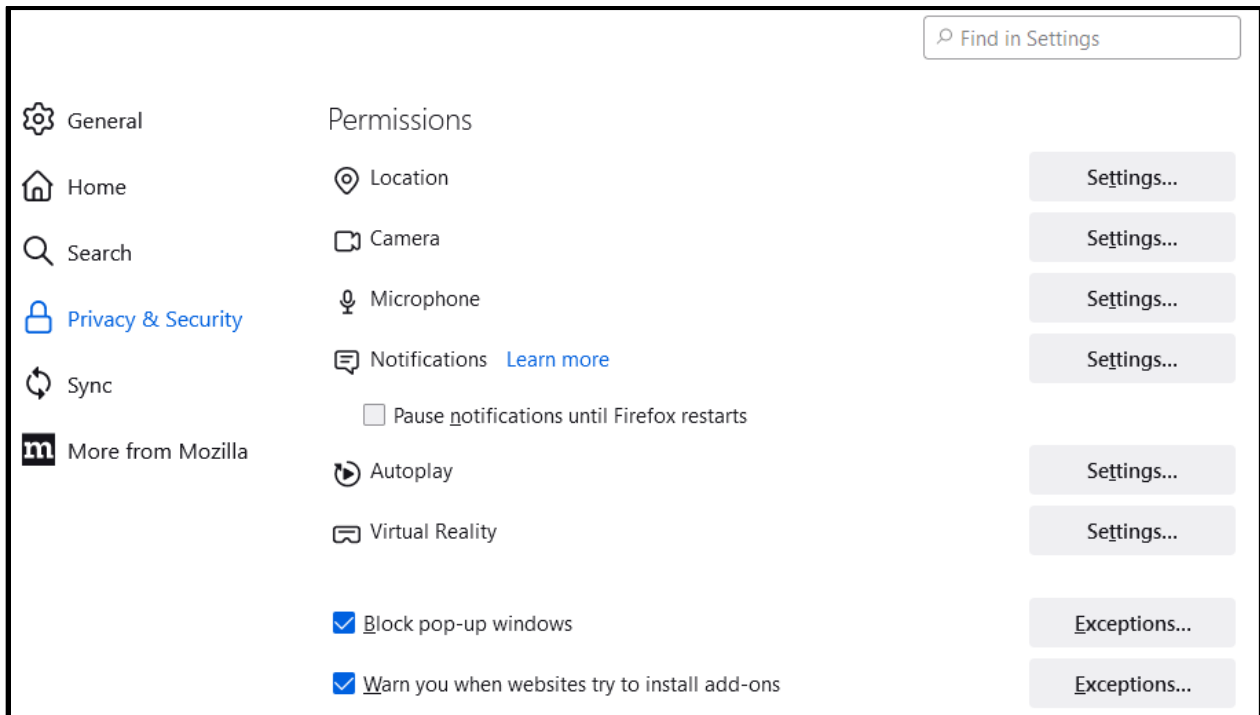 Find in Settings
General
Home
Search
Privacy & Security
Sync
m
More from Mozilla
Permissions
Location
Settings...
Camera
Settings...
Microphone
Settings...
Notifications Learn more
Settings...
Pause notifications until Firefox restarts
Autoplay
Settings...
Virtual Reality
Settings...
Block pop-up windows
Exceptions...
Warn you when websites try to install add-ons
Exceptions...